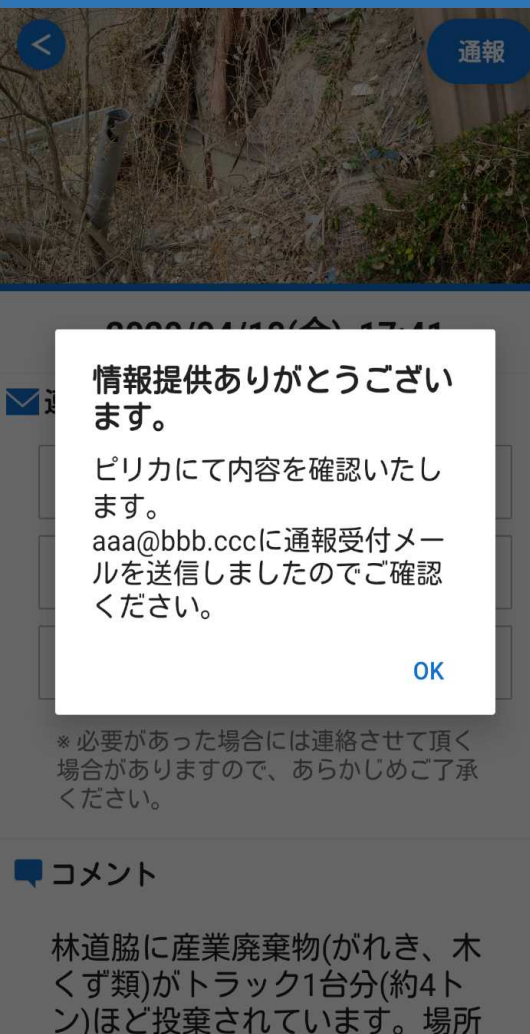 通報
情報提供ありがとうござい
ます。
ピリカにて内容を確認いたし
ます。
aaa@bbb.cccに通報受付メー
ルを送信しましたのでご確認
ください。
OK
※ 必要があった場合には連絡させて頂く
場合がありますので、あらかじめご了承
ください。
コメント
林道脇に産業廃棄物(がれき、木
くず類)がトラック1台分(約4ト
ン)ほど投棄されています。場所